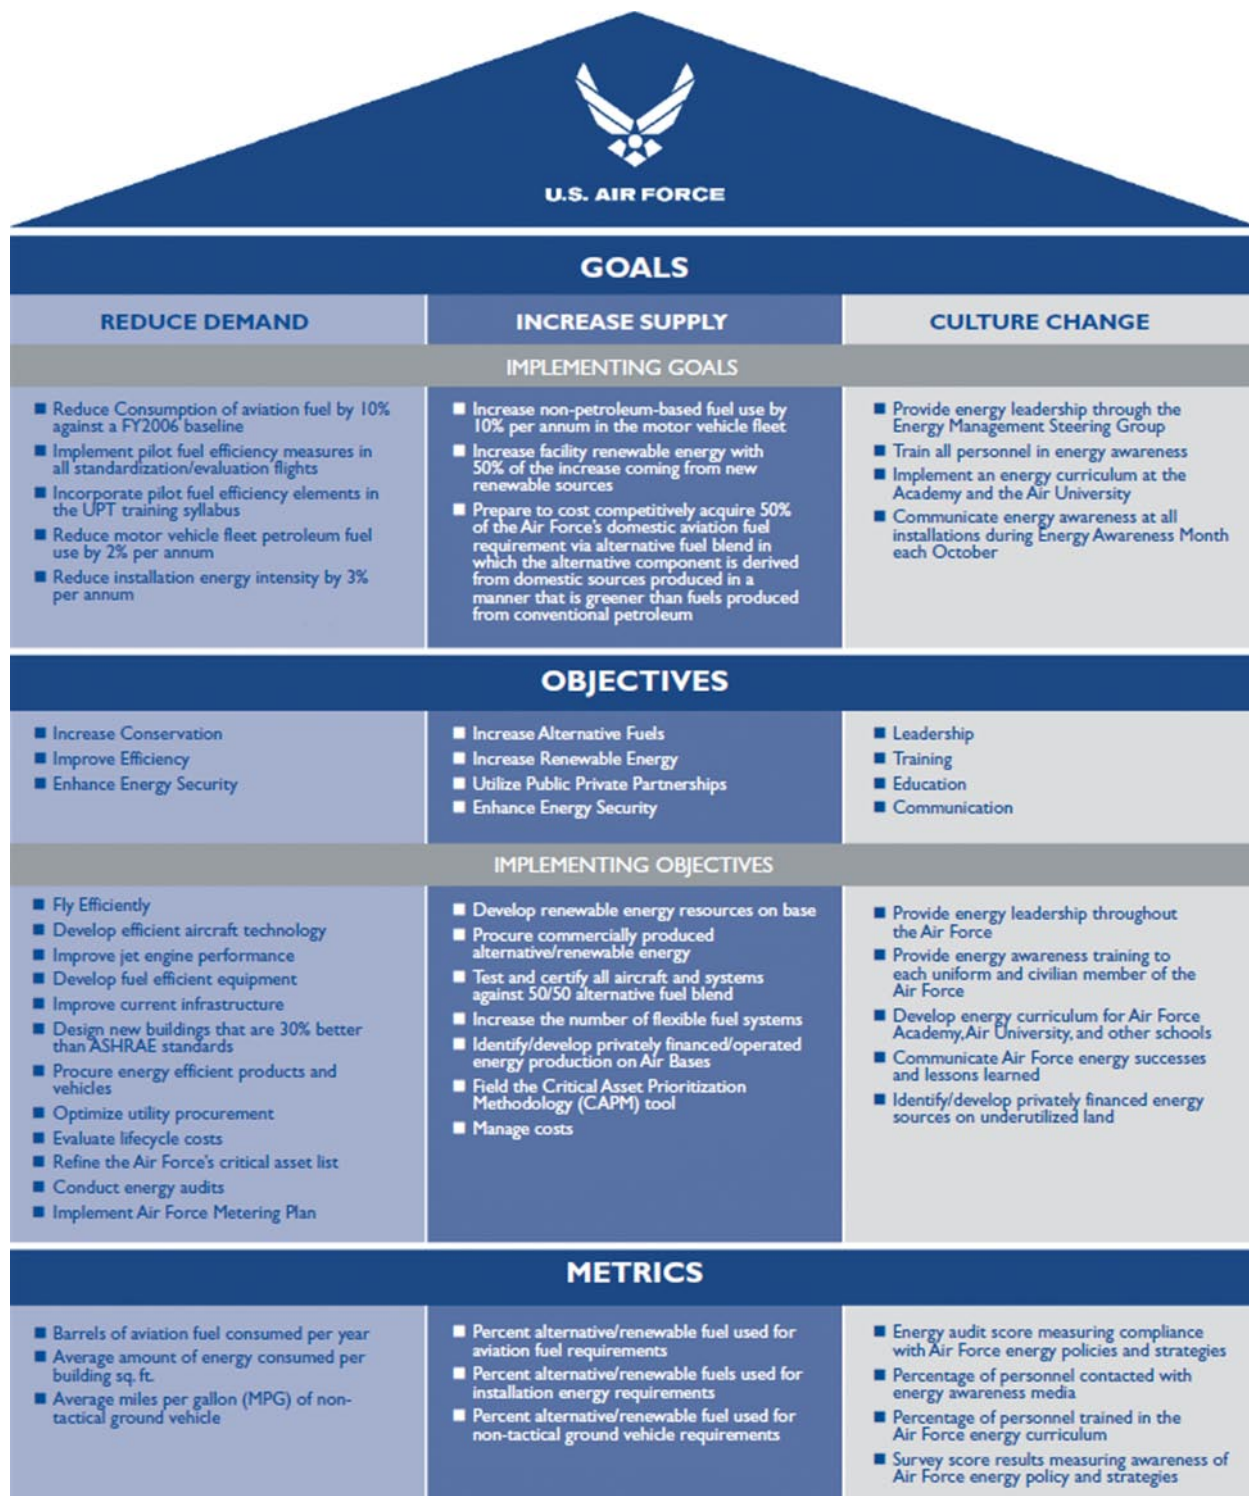 U.S. AIR FORCE
GOALS
REDUCE DEMAND
INCREASE SUPPLY
CULTURE CHANGE
IMPLEMENTING GOALS
■ Reduce Consumption of aviation fuel by 10%
against a FY2006 baseline
■ Implement pilot fuel efficiency measures in
all standardization/evaluation flights
■ Incorporate pilot fuel efficiency elements in
the UPT training syllabus
■ Reduce motor vehicle fleet petroleum fuel
use by 2% per annum
■ Reduce installation energy intensity by 3%
per annum
■ Increase non-petroleum-based fuel use by
10% per annum in the motor vehicle fleet
■ Increase facility renewable energy with
50% of the increase coming from new
renewable sources
■ Prepare to cost competitively acquire 50%
of the Air Force's domestic aviation fuel
requirement via alternative fuel blend in
which the alternative component is derived
from domestic sources produced in a
manner that is greener than fuels produced
from conventional petroleum
■ Provide energy leadership through the
Energy Management Steering Group
■ Train all personnel in energy awareness
■ Implement an energy curriculum at the
Academy and the Air University
■ Communicate energy awareness at all
installations during Energy Awareness Month
each October
OBJECTIVES
■ Increase Conservation
■ Improve Efficiency
■ Enhance Energy Security
■ Increase Alternative Fuels
■ Increase Renewable Energy
■ Utilize Public Private Partnerships
■ Enhance Energy Security
■ Leadership
■ Training
■ Education
■ Communication
IMPLEMENTING OBJECTIVES
■ Fly Efficiently
■ Develop efficient aircraft technology
■ Improve jet engine performance
■ Develop fuel efficient equipment
■ Improve current infrastructure
■ Design new buildings that are 30% better
than ASHRAE standards
■ Procure energy efficient products and
vehicles
■ Optimize utility procurement
■ Evaluate lifecycle costs
■ Refine the Air Force's critical asset list
■ Conduct energy audits
■ Implement Air Force Metering Plan
■ Develop renewable energy resources on base
■ Procure commercially produced
alternative/renewable energy
■ Test and certify all aircraft and systems
against 50/50 alternative fuel blend
■ Increase the number of flexible fuel systems
■ Identify/develop privately financed/operated
energy production on Air Bases
■ Field the Critical Asset Prioritization
Methodology (CAPM) tool
■ Manage costs
■ Provide energy leadership throughout
the Air Force
■ Provide energy awareness training to
each uniform and civilian member of the
Air Force
■ Develop energy curriculum for Air Force
Academy, Air University, and other schools
■ Communicate Air Force energy successes
and lessons learned
■ Identify/develop privately financed energy
sources on underutilized land
METRICS
■ Barrels of aviation fuel consumed per year
■ Average amount of energy consumed per
building sq. ft.
■ Average miles per gallon (MPG) of non-
tactical ground vehicle
■ Percent alternative/renewable fuel used for
aviation fuel requirements
■ Percent alternative/renewable fuels used for
installation energy requirements
■ Percent alternative/renewable fuel used for
non-tactical ground vehicle requirements
■ Energy audit score measuring compliance
with Air Force energy policies and strategies
■ Percentage of personnel contacted with
energy awareness media
■ Percentage of personnel trained in the
Air Force energy curriculum
■ Survey score results measuring awareness of
Air Force energy policy and strategies